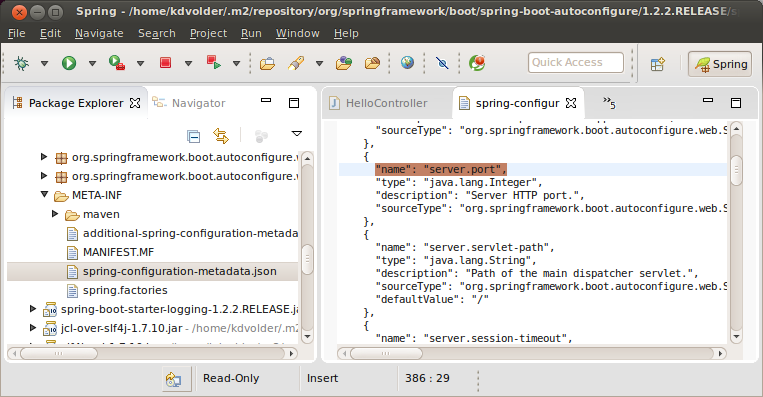 Spring - /home/kdvolder/.m2/repository/org/springframework/boot/spring-boot-autoconfigure/1.2.2.RELEASE/s
File Edit Navigate Search Project Run Window Help
Quick Access
Spring
Package Explorer Navigator
org.springframework.boot.autoconfigure.w
org.springframework.boot.autoconfigure.w
META-INF
maven
additional-spring-configuration-metada
MANIFEST.MF
spring-configuration-metadata.json
spring.factories
spring-boot-starter-logging-1.2.2.RELEASE.ja
jcl-over-slf4j-1.7.10.jar - /home/kdvolder/.m2
HelloController spring-configur »5
"sourceType": "org.springframework.boot.autoconfigure.web.S
},
{
"name": "server.port",
"type": "java.lang.Integer",
"description": "Server HTTP port.",
"sourceType": "org.springframework.boot.autoconfigure.web.S
},
{
"name": "server.servlet-path",
"type": "java.lang.String",
"description": "Path of the main dispatcher servlet.",
"sourceType": "org.springframework.boot.autoconfigure.web.S
"defaultValue": "/"
},
{
"name": "server.session-timeout",
Read-Only Insert 386 : 29